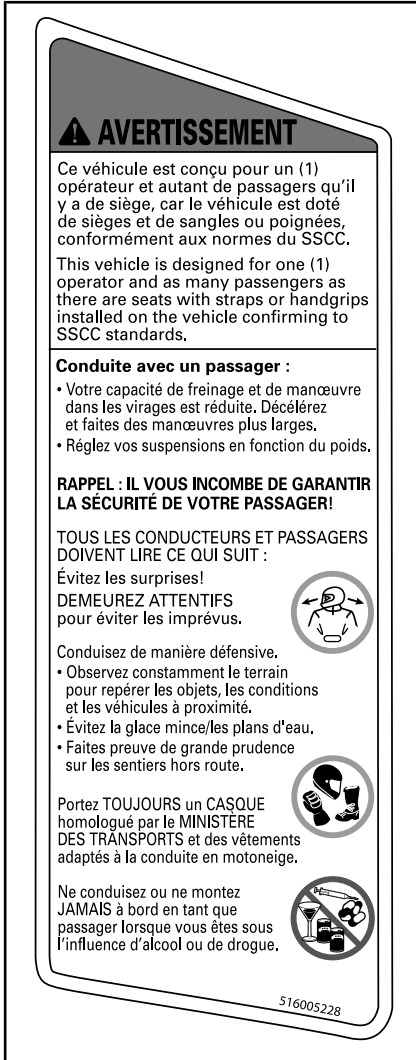 AVERTISSEMENT
Ce véhicule est conçu pour un (1)
opérateur et autant de passagers qu'il
y a de siège, car le véhicule est doté
de sièges et de sangles ou poignées,
conformément aux normes du SSCC.
This vehicle is designed for one (1)
operator and as many passengers as
there are seats with straps or handgrips
installed on the vehicle confirming to
SSCC standards.
Conduite avec un passager :
• Votre capacité de freinage et de manœuvre
dans les virages est réduite. Décélérez
et faites des manœuvres plus larges.
• Réglez vos suspensions en fonction du poids.
RAPPEL : IL VOUS INCOMBE DE GARANTIR
LA SÉCURITÉ DE VOTRE PASSAGER!
TOUS LES CONDUCTEURS ET PASSAGERS
DOIVENT LIRE CE QUI SUIT :
Évitez les surprises!
DEMEUREZ ATTENTIFS
pour éviter les imprévus.
Conduisez de manière défensive.
• Observez constamment le terrain
pour repérer les objets, les conditions
et les véhicules à proximité.
• Évitez la glace mince/les plans d'eau.
• Faites preuve de grande prudence
sur les sentiers hors route.
Portez TOUJOURS un CASQUE
homologué par le MINISTÈRE
DES TRANSPORTS et des vêtements
adaptés à la conduite en motoneige.
Ne conduisez ou ne montez
JAMAIS à bord en tant que
passager lorsque vous êtes sous
l'influence d'alcool ou de drogue.
516005228